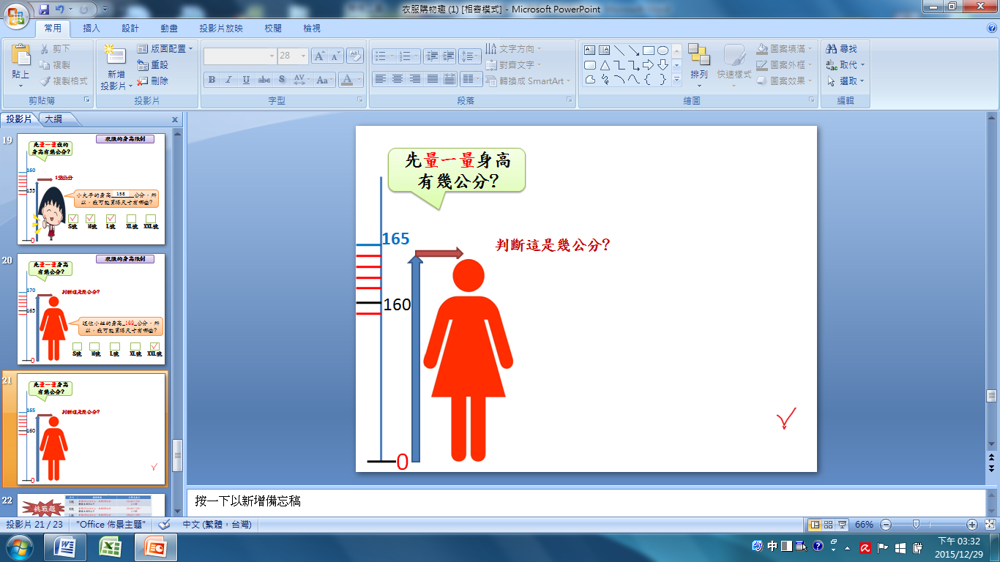 衣服購物趣 (1) [相容模式] - Microsoft PowerPoint
常用 插入 設計 動畫 投影片放映 校閱 檢視
貼上 剪下 複製 複製格式 剪貼簿
新增投影片 版面配置 重設 刪除 投影片
28
B I U abc S AV Aa A 字型
文字方向 對齊文字 轉換成 SmartArt 段落
排列 快速樣式 圖案填滿 圖案外框 圖案效果 繪圖
尋找 取代 選取 編輯
投影片 大綱
19
衣服的身高限制
先量一量我的
身高有幾公分?
160
158公分
155
小丸子的身高_158_公分,所
以,我可能買得尺寸有哪些?
S號 M號 L號 XL號 XXL號
0
20
衣服的身高限制
先量一量身高
有幾公分?
170
判斷這是幾公分?
165
這位小姐的身高_169_公分,所
以,我可能買得尺寸有哪些?
S號 M號 L號 XL號 XXL號
0
21
先量一量身高
有幾公分?
165
判斷這是幾公分?
160
0
22
挑戰題
先量一量身高
有幾公分?
165
判斷這是幾公分?
160
0
按一下以新增備忘稿
投影片 21 / 23 "Office 佈景主題" 中文 (繁體,台灣) 66%
中
下午 03:32
2015/12/29